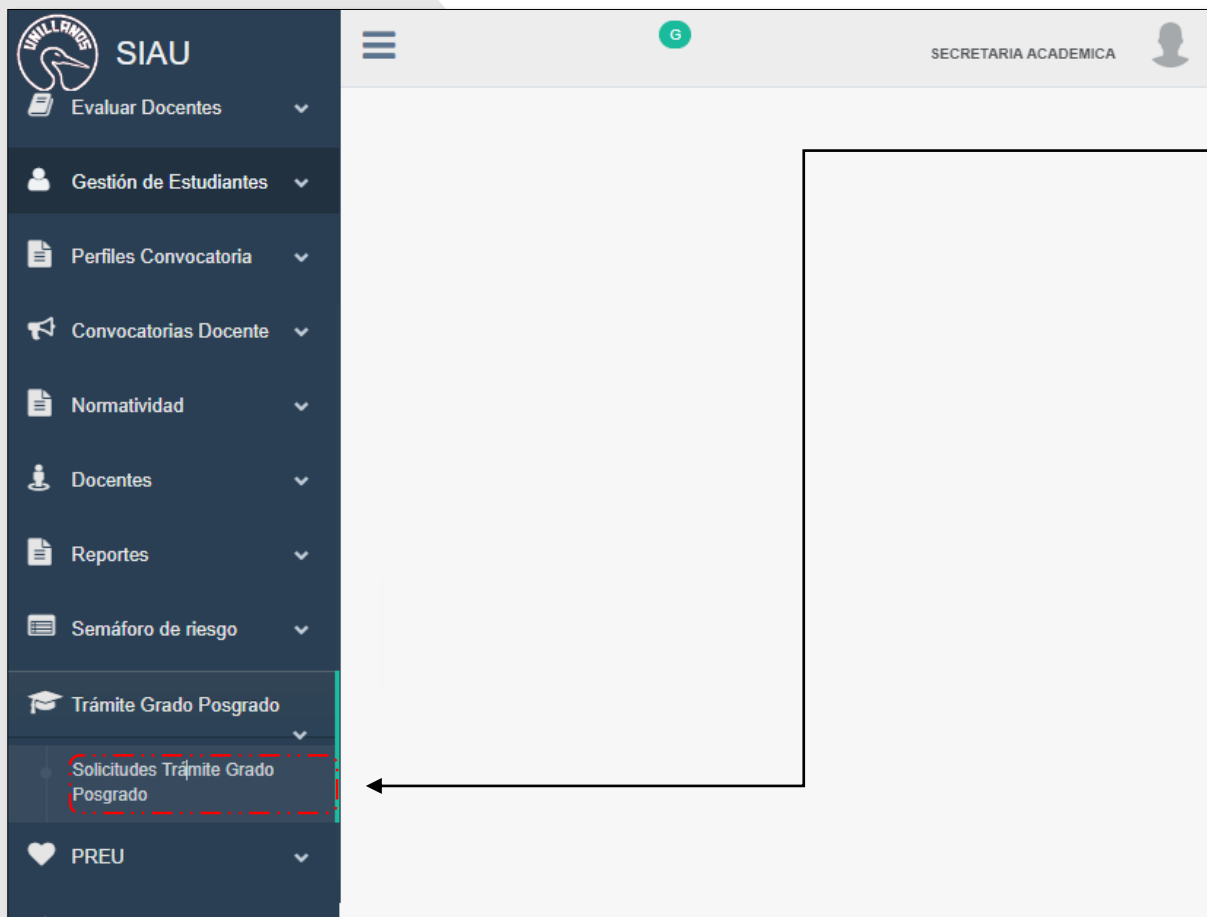 UNILLANOS
SIAU
G
SECRETARIA ACADEMICA
Evaluar Docentes
Gestión de Estudiantes
Perfiles Convocatoria
Convocatorias Docente
Normatividad
Docentes
Reportes
Semáforo de riesgo
Trámite Grado Posgrado
Solicitudes Trámite Grado
Posgrado
PREU